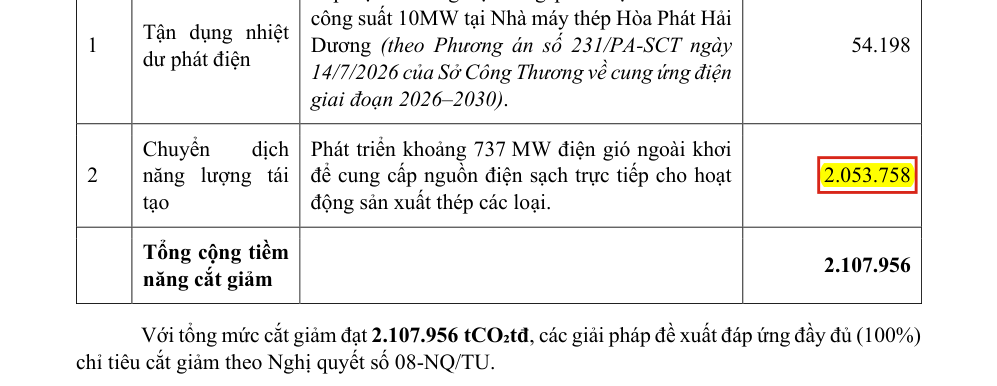 công suất 10MW tại Nhà máy thép Hòa Phát Hải
1
Tận dụng nhiệt
dư phát điện
Dương (theo Phương án số 231/PA-SCT ngày
14/7/2026 của Sở Công Thương về cung ứng điện
giai đoạn 2026–2030).
54.198
2
Chuyển dịch
năng lượng tái
tạo
Phát triển khoảng 737 MW điện gió ngoài khơi
để cung cấp nguồn điện sạch trực tiếp cho hoạt
động sản xuất thép các loại.
2.053.758
Tổng cộng tiềm
năng cắt giảm
2.107.956
Với tổng mức cắt giảm đạt 2.107.956 tCO₂tđ, các giải pháp đề xuất đáp ứng đầy đủ (100%)
chỉ tiêu cắt giảm theo Nghị quyết số 08-NQ/TU.